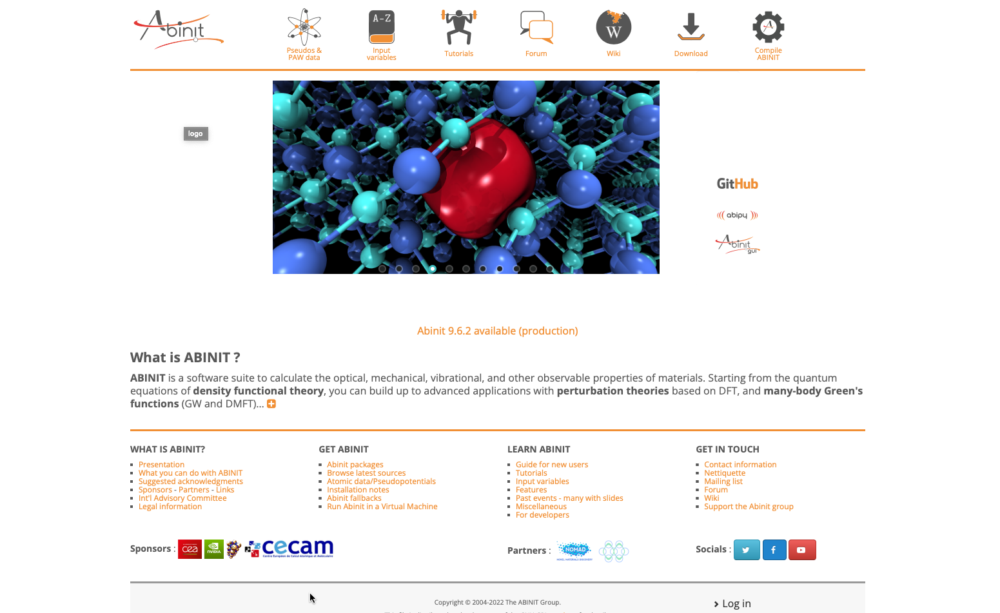 Abinit
Pseudos &
PAW data
A-Z
Input
variables
Tutorials
Forum
W
Wiki
Download
Compile
ABINIT
logo
GitHub
abipy
Abinit
gui
Abinit 9.6.2 available (production)
What is ABINIT ?
ABINIT is a software suite to calculate the optical, mechanical, vibrational, and other observable properties of materials. Starting from the quantum
equations of density functional theory, you can build up to advanced applications with perturbation theories based on DFT, and many-body Green's
functions (GW and DMFT)...
WHAT IS ABINIT?
Presentation
What you can do with ABINIT
Suggested acknowledgments
Sponsors - Partners - Links
Int'l Advisory Committee
Legal information
GET ABINIT
Abinit packages
Browse latest sources
Atomic data/Pseudopotentials
Installation notes
Abinit fallbacks
Run Abinit in a Virtual Machine
LEARN ABINIT
Guide for new users
Tutorials
Input variables
Features
Past events - many with slides
Miscellaneous
For developers
GET IN TOUCH
Contact information
Nettiquette
Mailing list
Forum
Wiki
Support the Abinit group
Sponsors :
cea
NVIDIA
cecam
Centre Européen de Calcul Atomique et Moléculaire
Partners :
NOMAD
NOVEL MATERIALS DISCOVERY
Socials :
Copyright © 2004-2022 The ABINIT Group.
Log in